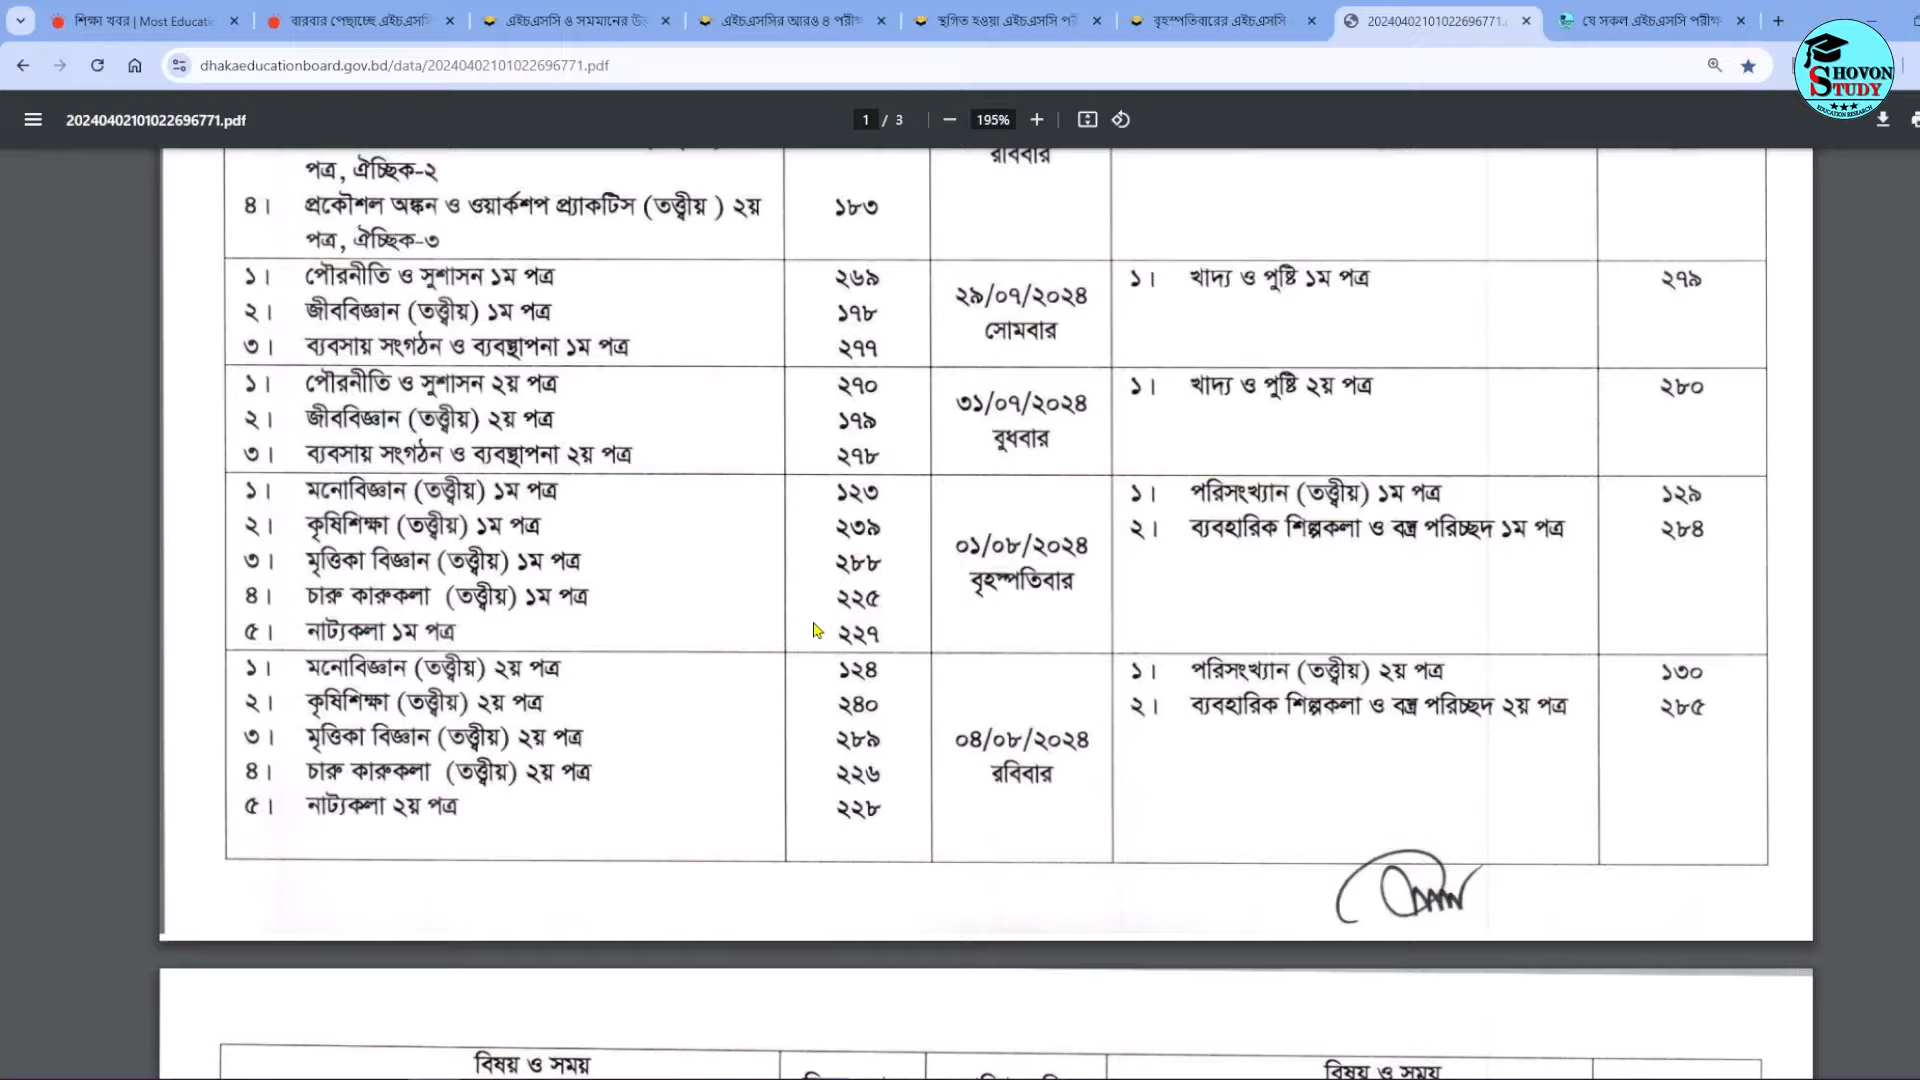 শিক্ষা খবর | Most Educati
বারবার পেছাচ্ছে এইচএসসি
এইচএসসি ও সমমানের উ
এইচএসসির আরও ৪ পরীক্ষ
স্থগিত হওয়া এইচএসসি প
বৃহস্পতিবারের এইচএসসি
20240402101022696771.
যে সকল এইচএসসি পরীক্ষ
dhakaeducationboard.gov.bd/data/20240402101022696771.pdf
SHOVON
STUDY
EDUCATION RESEARCH
20240402101022696771.pdf
1 / 3
195%
রবিবার
পত্র, ঐচ্ছিক-২
৪। প্রকৌশল অঙ্কন ও ওয়ার্কশপ প্র্যাকটিস (তত্ত্বীয় ) ২য় ১৮৩
পত্র, ঐচ্ছিক-৩
১। পৌরনীতি ও সুশাসন ১ম পত্র ২৬৯
২। জীববিজ্ঞান (তত্ত্বীয়) ১ম পত্র ১৭৮
৩। ব্যবসায় সংগঠন ও ব্যবস্থাপনা ১ম পত্র ২৭৭
২৯/০৭/২০২৪
সোমবার
১। খাদ্য ও পুষ্টি ১ম পত্র ২৭৯
১। পৌরনীতি ও সুশাসন ২য় পত্র ২৭০
২। জীববিজ্ঞান (তত্ত্বীয়) ২য় পত্র ১৭৯
৩। ব্যবসায় সংগঠন ও ব্যবস্থাপনা ২য় পত্র ২৭৮
৩১/০৭/২০২৪
বুধবার
১। খাদ্য ও পুষ্টি ২য় পত্র ২৮০
১। মনোবিজ্ঞান (তত্ত্বীয়) ১ম পত্র ১২৩
২। কৃষিশিক্ষা (তত্ত্বীয়) ১ম পত্র ২৩৯
৩। মৃত্তিকা বিজ্ঞান (তত্ত্বীয়) ১ম পত্র ২৮৮
৪। চারু কারুকলা (তত্ত্বীয়) ১ম পত্র ২২৫
৫। নাট্যকলা ১ম পত্র ২২৭
০১/০৮/২০২৪
বৃহস্পতিবার
১। পরিসংখ্যান (তত্ত্বীয়) ১ম পত্র ১২৯
২। ব্যবহারিক শিল্পকলা ও বস্ত্র পরিচ্ছদ ১ম পত্র ২৮৪
১। মনোবিজ্ঞান (তত্ত্বীয়) ২য় পত্র ১২৪
২। কৃষিশিক্ষা (তত্ত্বীয়) ২য় পত্র ২৪০
৩। মৃত্তিকা বিজ্ঞান (তত্ত্বীয়) ২য় পত্র ২৮৯
৪। চারু কারুকলা (তত্ত্বীয়) ২য় পত্র ২২৬
৫। নাট্যকলা ২য় পত্র ২২৮
০৪/০৮/২০২৪
রবিবার
১। পরিসংখ্যান (তত্ত্বীয়) ২য় পত্র ১৩০
২। ব্যবহারিক শিল্পকলা ও বস্ত্র পরিচ্ছদ ২য় পত্র ২৮৫
বিষয় ও সময়
বিষয় ও সময়